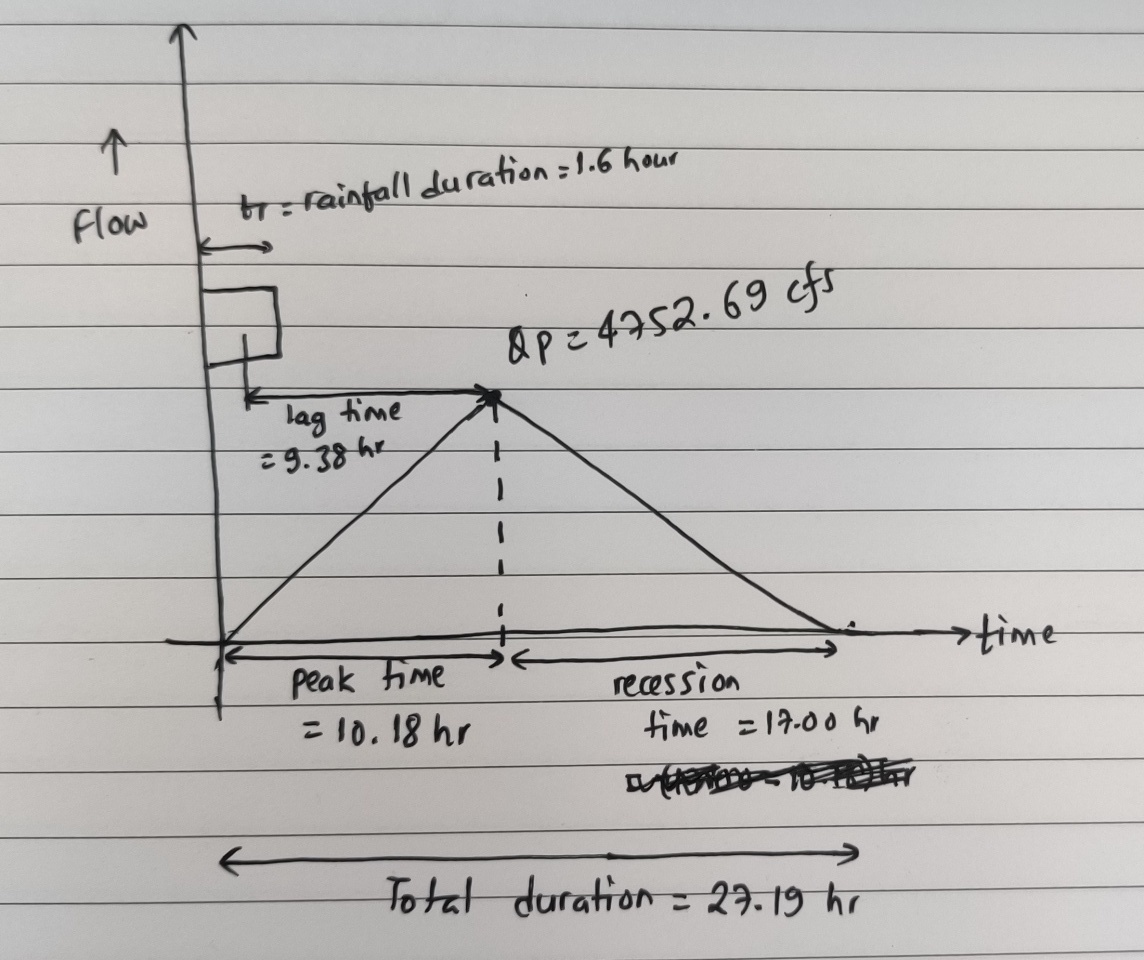 tr = rainfall duration = 1.6 hour
flow
Qp = 4752.69 cfs
lag time
= 9.38 hr
time
peak time
= 10.18 hr
recession
time = 17.00 hr
Total duration = 27.19 hr